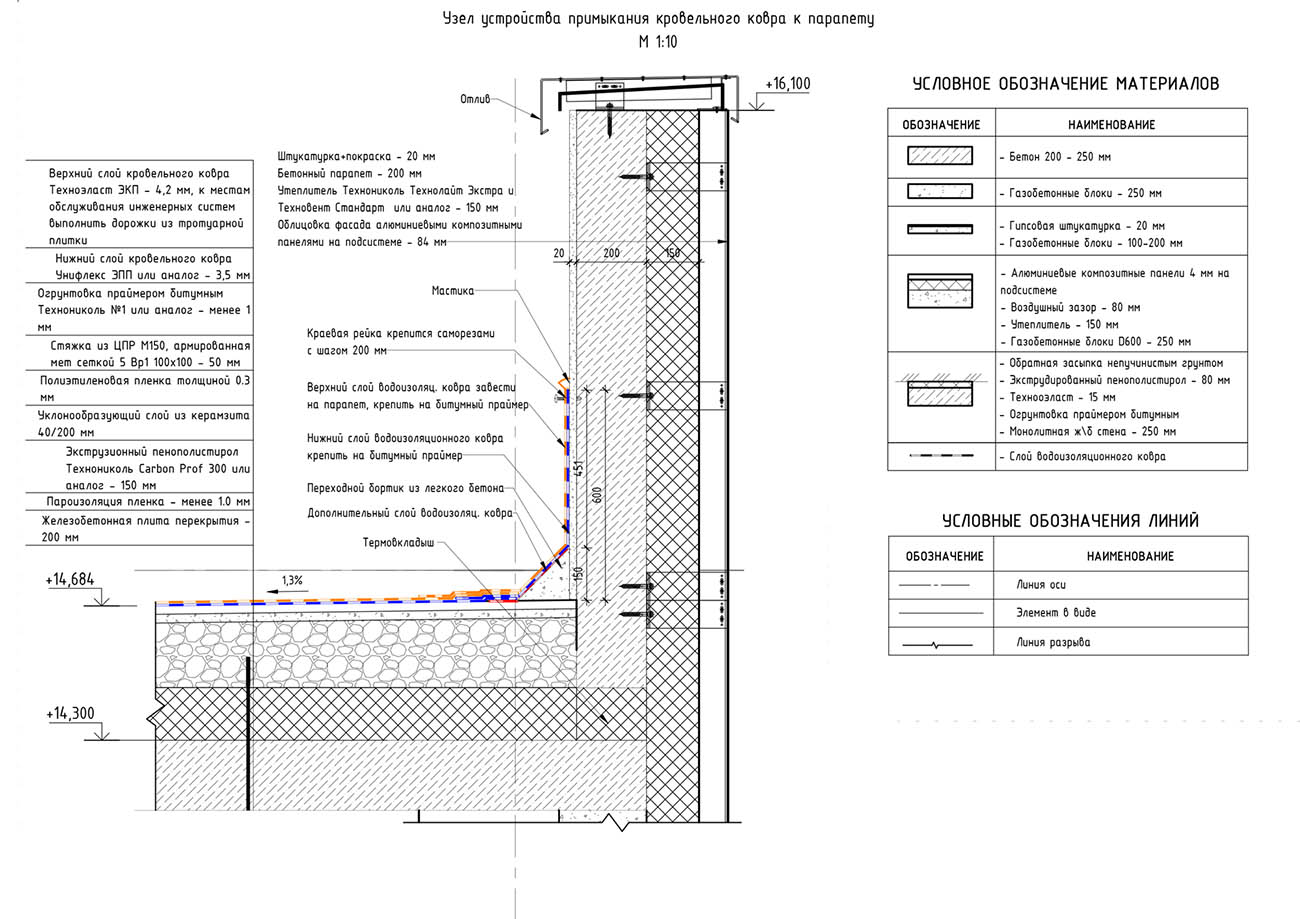 Узел устройства примыкания кровельного ковра к парапету
М 1:10
+16,100
Отлив
Штукатурка+покраска – 20 мм
Бетонный парапет – 200 мм
Утеплитель Технониколь Технолайт Экстра и
Техновент Стандарт или аналог – 150 мм
Облицовка фасада алюминиевыми композитными
панелями на подсистеме – 84 мм
20
200
150
Верхний слой кровельного ковра
Техноэласт ЭКП – 4,2 мм, к местам
обслуживания инженерных систем
выполнить дорожки из тротуарной
плитки
Нижний слой кровельного ковра
Унифлекс ЭПП или аналог – 3,5 мм
Огрунтовка праймером битумным
Технониколь №1 или аналог – менее 1
мм
Стяжка из ЦПР М150, армированная
мет сеткой 5 Вр1 100х100 – 50 мм
Полиэтиленовая пленка толщиной 0.3
мм
Уклонообразующий слой из керамзита
40/200 мм
Экструзионный пенополистирол
Технониколь Carbon Prof 300 или
аналог – 150 мм
Пароизоляция пленка – менее 1.0 мм
Железобетонная плита перекрытия –
200 мм
Мастика
Краевая рейка крепится саморезами
с шагом 200 мм
Верхний слой водоизоляц. ковра завести
на парапет, крепить на битумный праймер
Нижний слой водоизоляционного ковра
крепить на битумный праймер
Переходной бортик из легкого бетона
Дополнительный слой водоизоляц. ковра
Термовкладыш
451
600
150
+14,684
1,3%
+14,300
УСЛОВНОЕ ОБОЗНАЧЕНИЕ МАТЕРИАЛОВ
ОБОЗНАЧЕНИЕ НАИМЕНОВАНИЕ
– Бетон 200 – 250 мм
– Газобетонные блоки – 250 мм
– Гипсовая штукатурка – 20 мм
– Газобетонные блоки – 100-200 мм
– Алюминиевые композитные панели 4 мм на
подсистеме
– Воздушный зазор – 80 мм
– Утеплитель – 150 мм
– Газобетонные блоки D600 – 250 мм
– Обратная засыпка непучинистым грунтом
– Экструдированный пенополистирол – 80 мм
– Техноэласт – 15 мм
– Огрунтовка праймером битумным
– Монолитная ж\б стена – 250 мм
– Слой водоизоляционного ковра
УСЛОВНЫЕ ОБОЗНАЧЕНИЯ ЛИНИЙ
ОБОЗНАЧЕНИЕ НАИМЕНОВАНИЕ
Линия оси
Элемент в виде
Линия разрыва